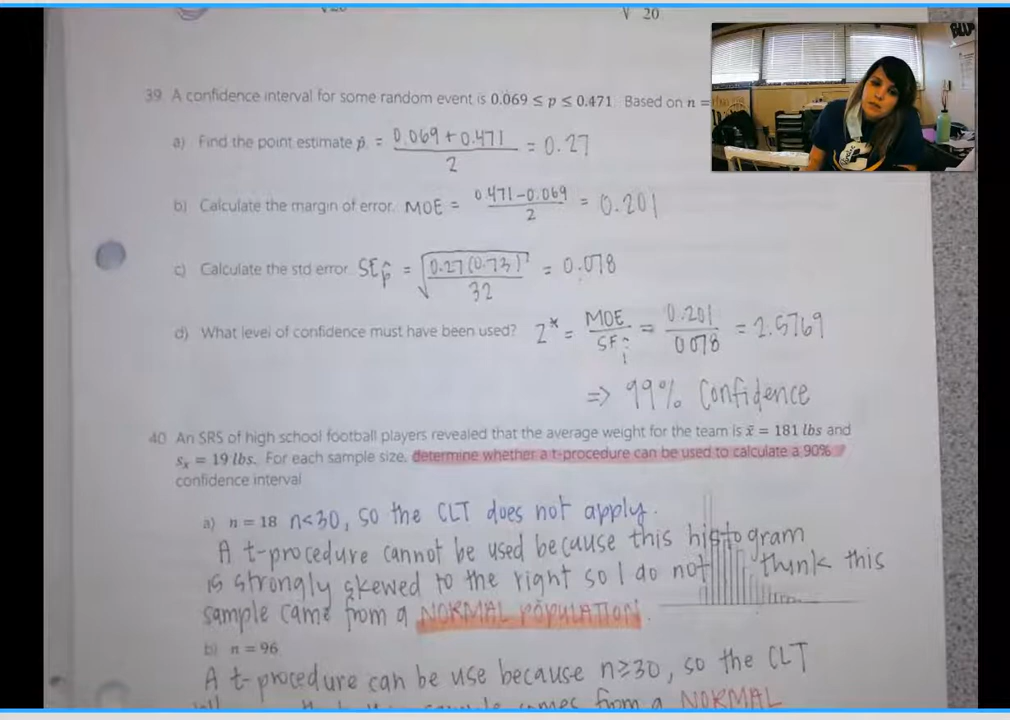 √ 20
39. A confidence interval for some random event is 0.069 ≤ p ≤ 0.471. Based on n =
a) Find the point estimate p̂. = (0.069 + 0.471)/2 = 0.27
b) Calculate the margin of error. MOE = (0.471 - 0.069)/2 = 0.201
c) Calculate the std error. SE p̂ = √(0.27(0.73)/32) = 0.078
d) What level of confidence must have been used? Z* = MOE/SE p̂ = 0.201/0.078 = 2.5769
=> 99% Confidence
40. An SRS of high school football players revealed that the average weight for the team is x̄ = 181 lbs and
sₓ = 19 lbs. For each sample size, determine whether a t-procedure can be used to calculate a 90%
confidence interval
a) n = 18 n<30, so the CLT does not apply.
A t-procedure cannot be used because this histogram
is strongly skewed to the right so I do not think this
sample came from a NORMAL POPULATION.
b) n = 96
A t-procedure can be use because n≥30, so the CLT
comes from a NORMAL